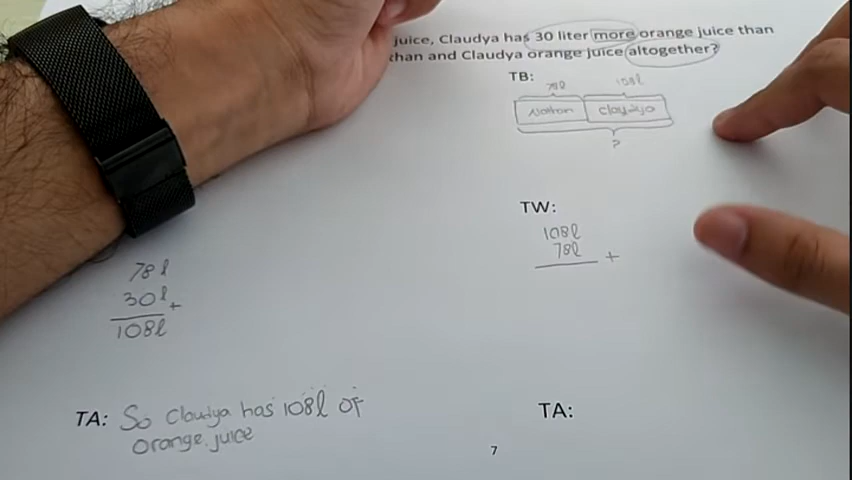 juice, Claudya has 30 liter more orange juice than
than and Claudya orange juice altogether?
TB:
78l 108l
Nathan Claudya
?
TW:
108l
78l +
78l
30l +
108l
TA: So Claudya has 108l of
orange juice
TA:
7